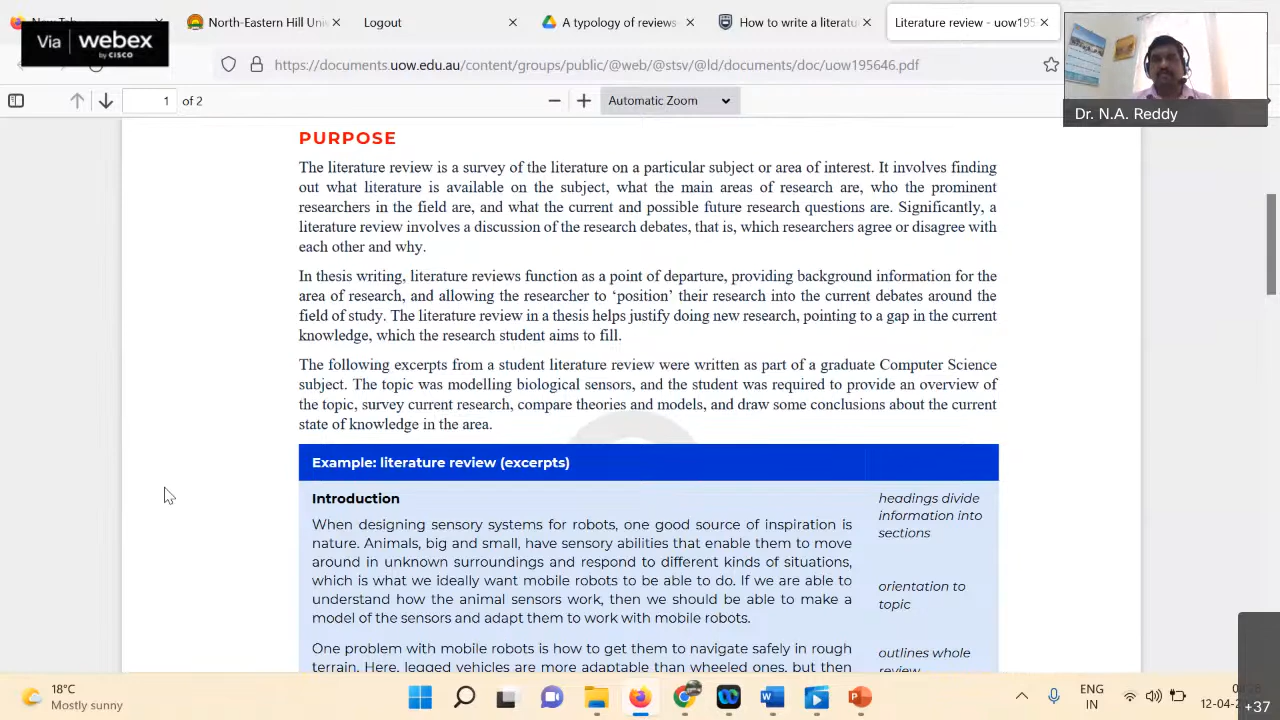 New Tab
North-Eastern Hill Uni
Logout
A typology of reviews
How to write a literatu
Literature review - uow195
Via webex
by CISCO
https://documents.uow.edu.au/content/groups/public/@web/@stsv/@ld/documents/doc/uow195646.pdf
1 of 2
Automatic Zoom
Dr. N.A. Reddy
PURPOSE
The literature review is a survey of the literature on a particular subject or area of interest. It involves finding
out what literature is available on the subject, what the main areas of research are, who the prominent
researchers in the field are, and what the current and possible future research questions are. Significantly, a
literature review involves a discussion of the research debates, that is, which researchers agree or disagree with
each other and why.
In thesis writing, literature reviews function as a point of departure, providing background information for the
area of research, and allowing the researcher to ‘position’ their research into the current debates around the
field of study. The literature review in a thesis helps justify doing new research, pointing to a gap in the current
knowledge, which the research student aims to fill.
The following excerpts from a student literature review were written as part of a graduate Computer Science
subject. The topic was modelling biological sensors, and the student was required to provide an overview of
the topic, survey current research, compare theories and models, and draw some conclusions about the current
state of knowledge in the area.
Example: literature review (excerpts)
Introduction
When designing sensory systems for robots, one good source of inspiration is
nature. Animals, big and small, have sensory abilities that enable them to move
around in unknown surroundings and respond to different kinds of situations,
which is what we ideally want mobile robots to be able to do. If we are able to
understand how the animal sensors work, then we should be able to make a
model of the sensors and adapt them to work with mobile robots.
One problem with mobile robots is how to get them to navigate safely in rough
terrain. Here, legged vehicles are more adaptable than wheeled ones, but then
headings divide
information into
sections
orientation to
topic
outlines whole
review
18°C
Mostly sunny
ENG
IN
12-04-2
+37